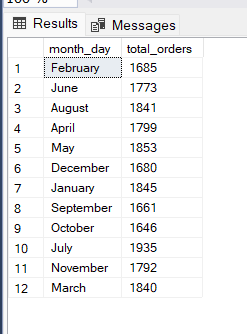 Results Messages
month_day total_orders
1 February 1685
2 June 1773
3 August 1841
4 April 1799
5 May 1853
6 December 1680
7 January 1845
8 September 1661
9 October 1646
10 July 1935
11 November 1792
12 March 1840